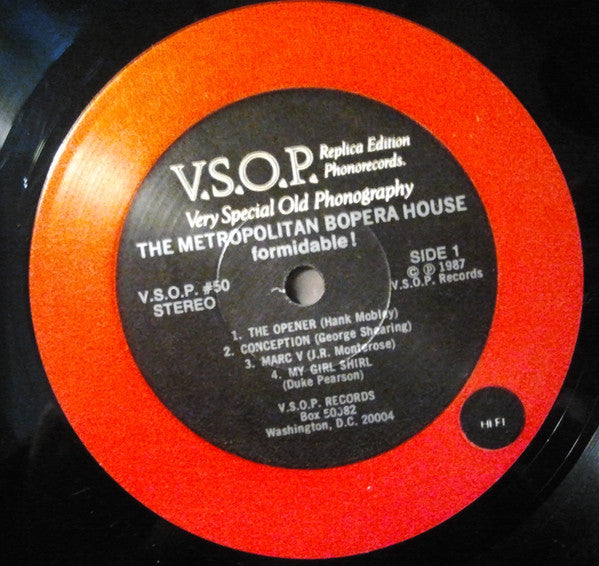 V.S.O.P. Replica Edition
Phonorecords.
Very Special Old Phonography
THE METROPOLITAN BOPERA HOUSE
formidable!
V.S.O.P. #50
STEREO
SIDE 1
© ℗ 1987
V.S.O.P. Records
1. THE OPENER (Hank Mobley)
2. CONCEPTION (George Shearing)
3. MARC V (J.R. Monterose)
4. MY GIRL SHIRL
(Duke Pearson)
V.S.O.P. RECORDS
Box 50082
Washington, D.C. 20004
HI FI